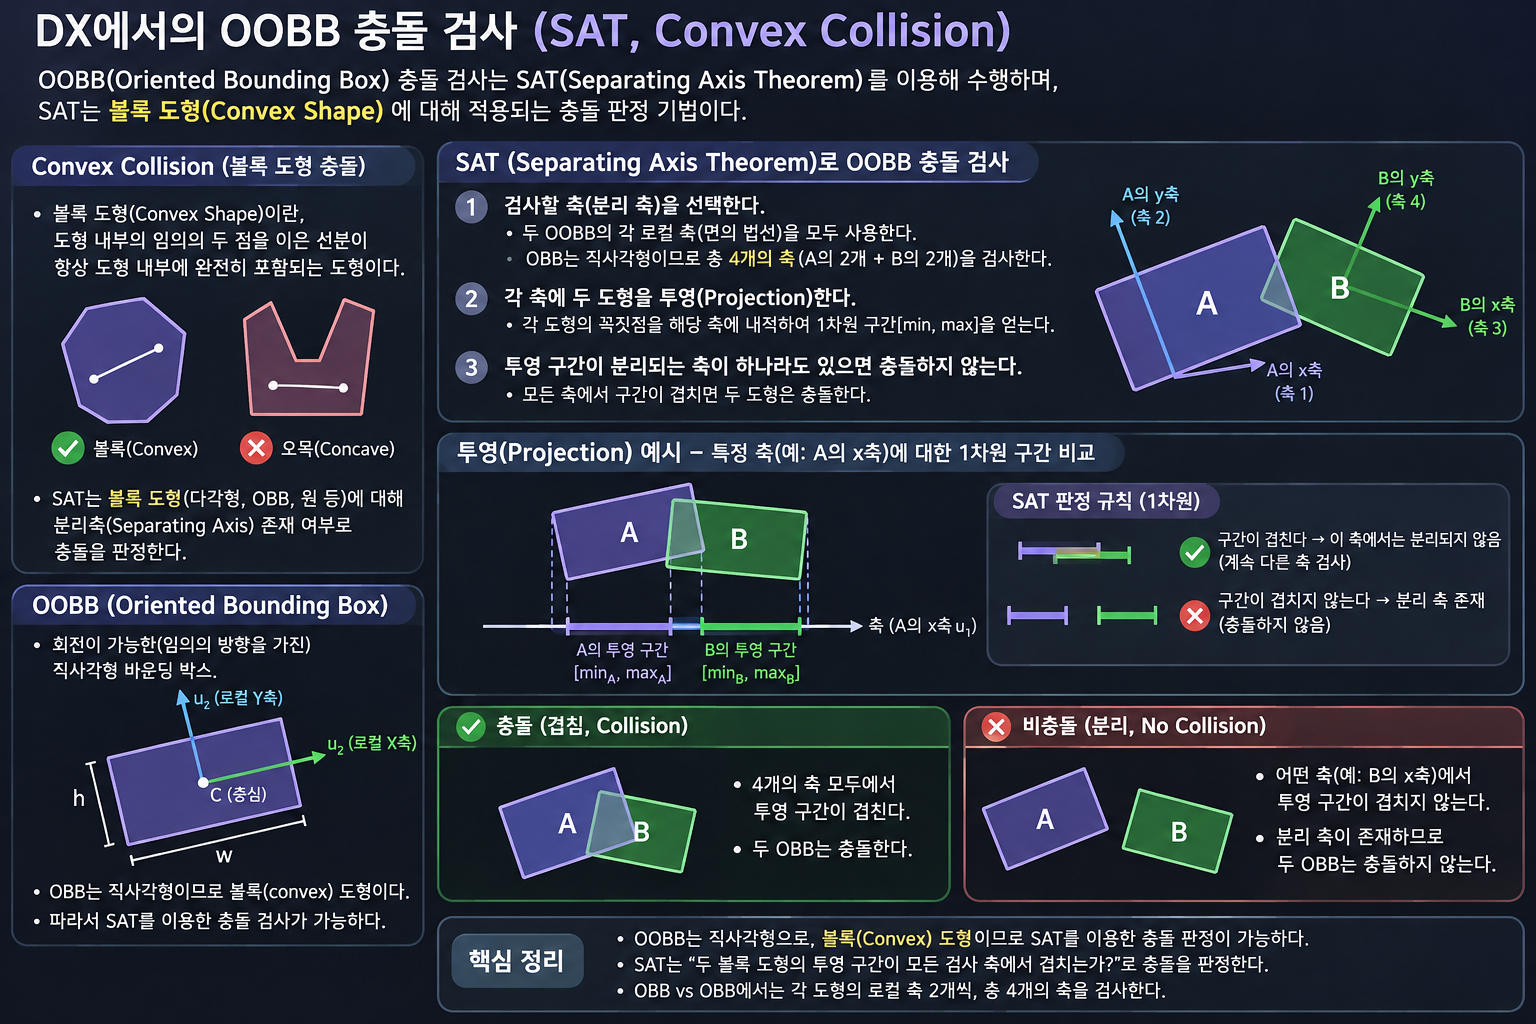 DX에서의 OOBB 충돌 검사 (SAT, Convex Collision)
OOBB(Oriented Bounding Box) 충돌 검사는 SAT(Separating Axis Theorem)를 이용해 수행하며,
SAT는 볼록 도형(Convex Shape) 에 대해 적용되는 충돌 판정 기법이다.
Convex Collision (볼록 도형 충돌)
• 볼록 도형(Convex Shape)이란,
도형 내부의 임의의 두 점을 이은 선분이
항상 도형 내부에 완전히 포함되는 도형이다.
볼록(Convex)
오목(Concave)
• SAT는 볼록 도형(다각형, OBB, 원 등)에 대해
분리축(Separating Axis) 존재 여부로
충돌을 판정한다.
OOBB (Oriented Bounding Box)
• 회전이 가능한(임의의 방향을 가진)
직사각형 바운딩 박스.
u2 (로컬 Y축)
u2 (로컬 X축)
C (충심)
h
w
• OBB는 직사각형이므로 볼록(convex) 도형이다.
• 파라서 SAT를 이용한 충돌 검사가 가능하다.
SAT (Separating Axis Theorem)로 OOBB 충돌 검사
1 검사할 축(분리 축)을 선택한다.
• 두 OOBB의 각 로컬 축(면의 법선)을 모두 사용한다.
• OBB는 직사각형이므로 총 4개의 축(A의 2개 + B의 2개)을 검사한다.
2 각 축에 두 도형을 투영(Projection)한다.
• 각 도형의 꼭짓점을 해당 축에 내적하여 1차원 구간[min, max]을 얻는다.
3 투영 구간이 분리되는 축이 하나라도 있으면 충돌하지 않는다.
• 모든 축에서 구간이 겹치면 두 도형은 충돌한다.
A의 y축
(축 2)
B의 y축
(축 4)
A
B
B의 x축
(축 3)
A의 x축
(축 1)
투영(Projection) 예시 – 특정 축(예: A의 x축)에 대한 1차원 구간 비교
A
B
축 (A의 x축 u1)
A의 투영 구간
[minA, maxA]
B의 투영 구간
[minB, maxB]
SAT 판정 규칙 (1차원)
구간이 겹친다 → 이 축에서는 분리되지 않음
(계속 다른 축 검사)
구간이 겹치지 않는다 → 분리 축 존재
(충돌하지 않음)
충돌 (겹침, Collision)
A
B
• 4개의 축 모두에서
투영 구간이 겹친다.
• 두 OBB는 충돌한다.
비충돌 (분리, No Collision)
A
B
• 어떤 축(예: B의 x축)에서
투영 구간이 겹치지 않는다.
• 분리 축이 존재하므로
두 OBB는 충돌하지 않는다.
핵심 정리
• OOBB는 직사각형으로, 볼록(Convex) 도형이므로 SAT를 이용한 충돌 판정이 가능하다.
• SAT는 “두 볼록 도형의 투영 구간이 모든 검사 축에서 겹치는가?”로 충돌을 판정한다.
• OBB vs OBB에서는 각 도형의 로컬 축 2개씩, 총 4개의 축을 검사한다.